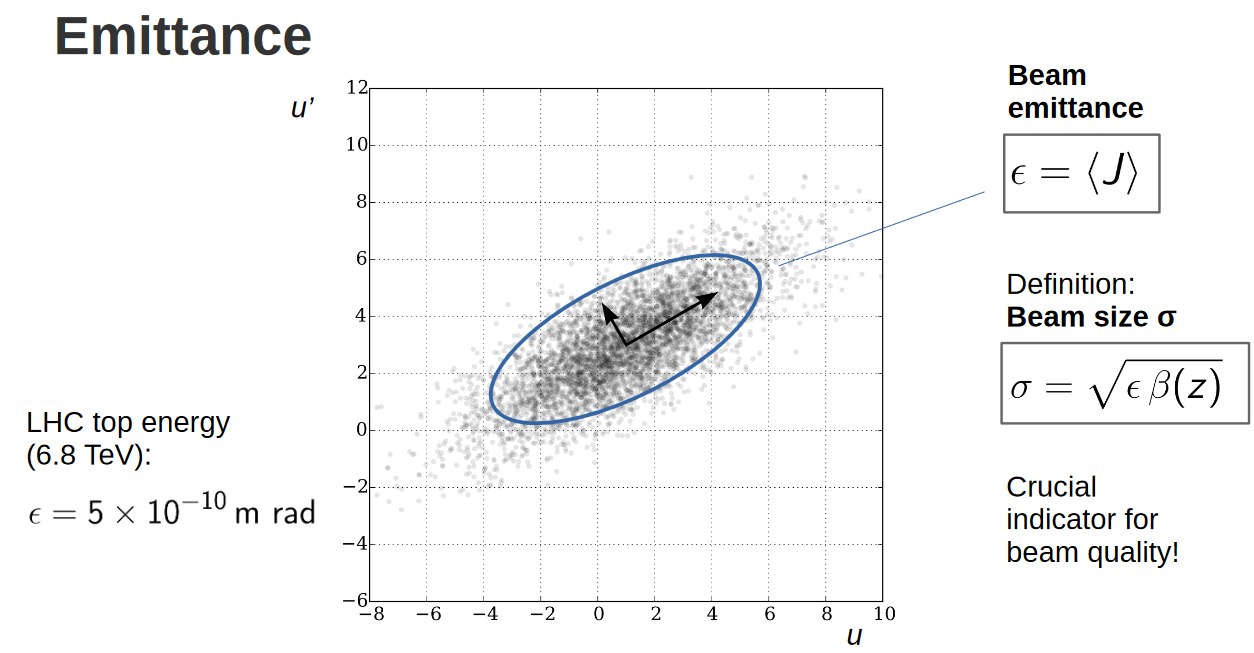 Emittance
u'
12
10
8
6
4
2
0
−2
−4
−6
−8 −6 −4 −2 0 2 4 6 8 10
u
LHC top energy
(6.8 TeV):
ϵ = 5 × 10⁻¹⁰ m rad
Beam
emittance
ϵ = ⟨J⟩
Definition:
Beam size σ
σ = √ϵ β(z)
Crucial
indicator for
beam quality!